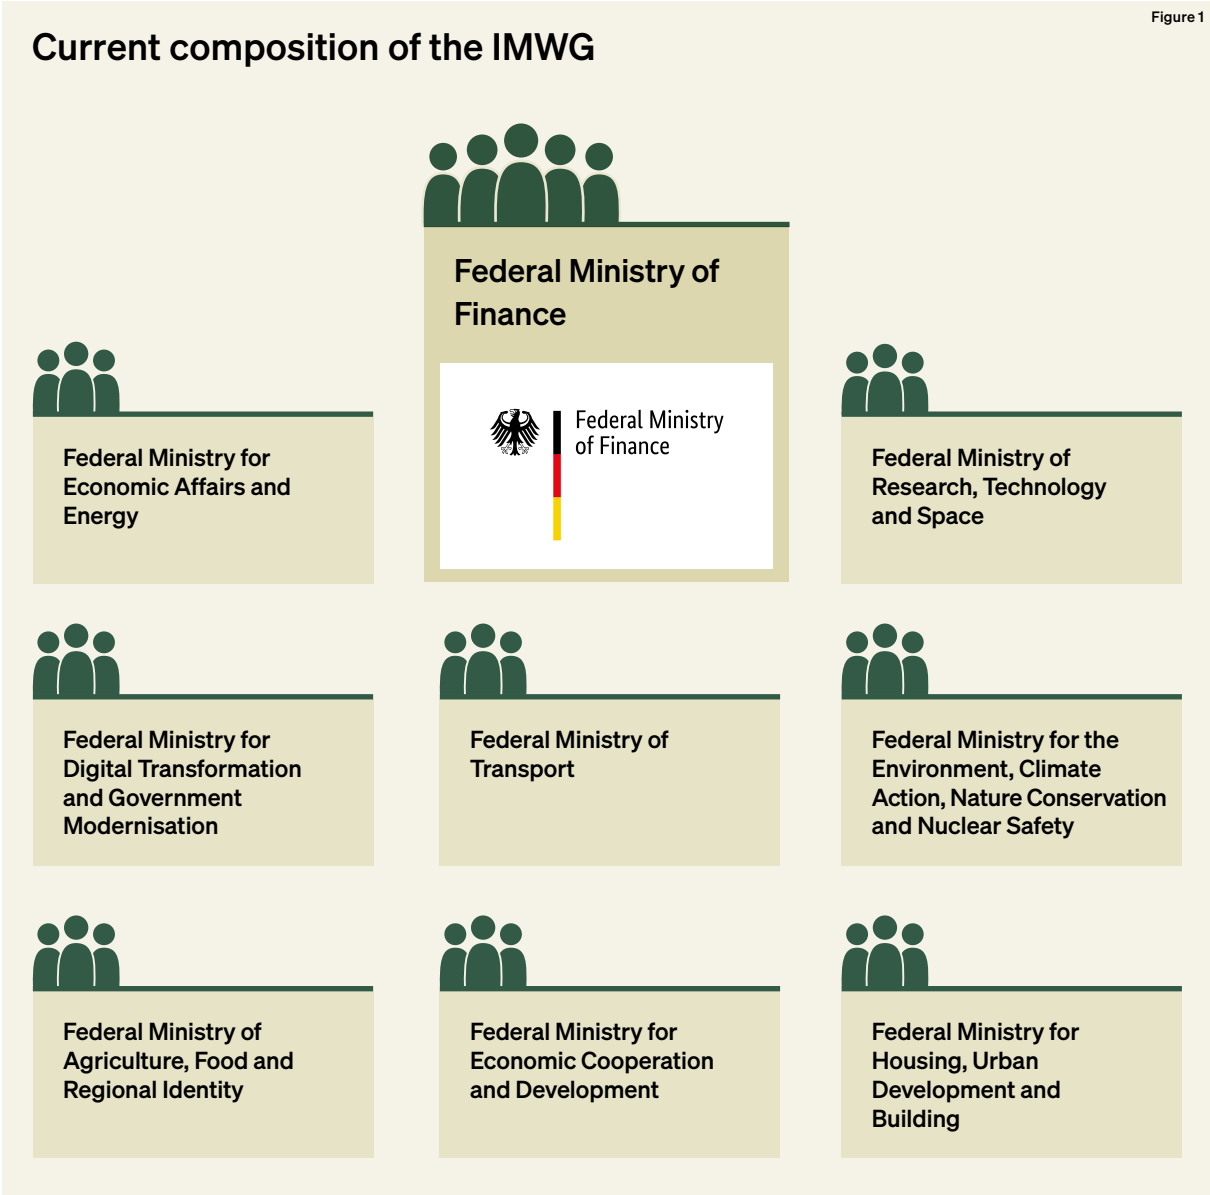 Figure 1
Current composition of the IMWG
Federal Ministry of
Finance
Federal Ministry
of Finance
Federal Ministry for
Economic Affairs and
Energy
Federal Ministry of
Research, Technology
and Space
Federal Ministry for
Digital Transformation
and Government
Modernisation
Federal Ministry of
Transport
Federal Ministry for the
Environment, Climate
Action, Nature Conservation
and Nuclear Safety
Federal Ministry of
Agriculture, Food and
Regional Identity
Federal Ministry for
Economic Cooperation
and Development
Federal Ministry for
Housing, Urban
Development and
Building